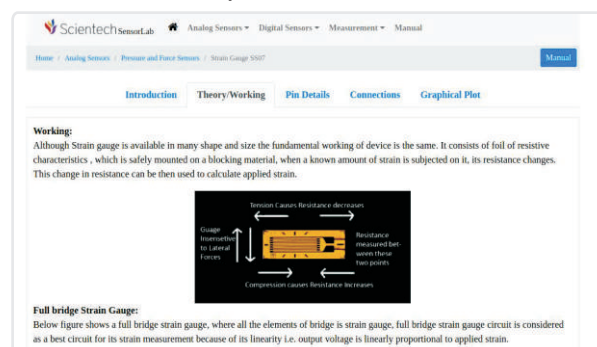 Scientech SensorLab Analog Sensors Digital Sensors Measurement Manual
Home / Analog Sensors / Pressure and Force Sensors / Strain Gauge SS07 Manual
Introduction Theory/Working Pin Details Connections Graphical Plot
Working:
Although Strain gauge is available in many shape and size the fundamental working of device is the same. It consists of foil of resistive
characteristics , which is safely mounted on a blocking material, when a known amount of strain is subjected on it, its resistance changes.
This change in resistance can be then used to calculate applied strain.
Tension Causes Resistance decreases
Guage
Insensetive
to Lateral
Forces
Resistance
measured bet-
ween these
two points
Compression causes Resistance Increases
Full bridge Strain Gauge:
Below figure shows a full bridge strain gauge, where all the elements of bridge is strain gauge, full bridge strain gauge circuit is considered
as a best circuit for its strain measurement because of its linearity i.e. output voltage is linearly proportional to applied strain.